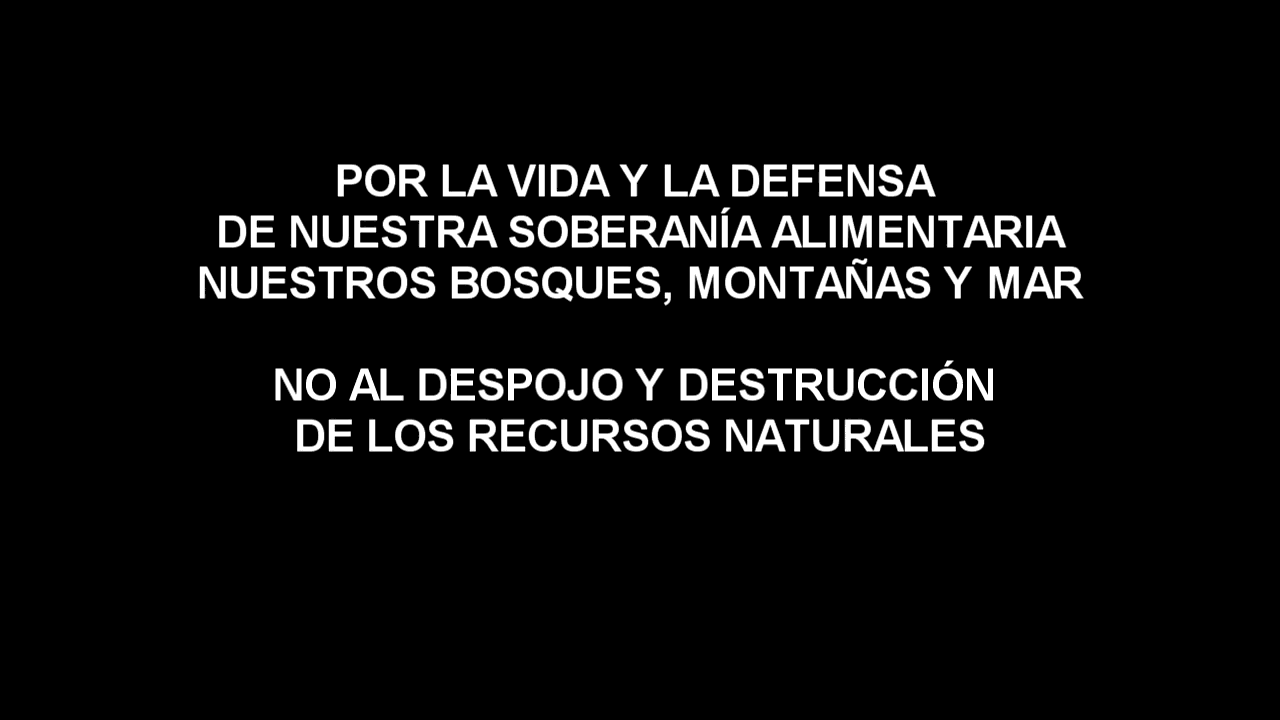 POR LA VIDA Y LA DEFENSA
DE NUESTRA SOBERANÍA ALIMENTARIA
NUESTROS BOSQUES, MONTAÑAS Y MAR
NO AL DESPOJO Y DESTRUCCIÓN
DE LOS RECURSOS NATURALES